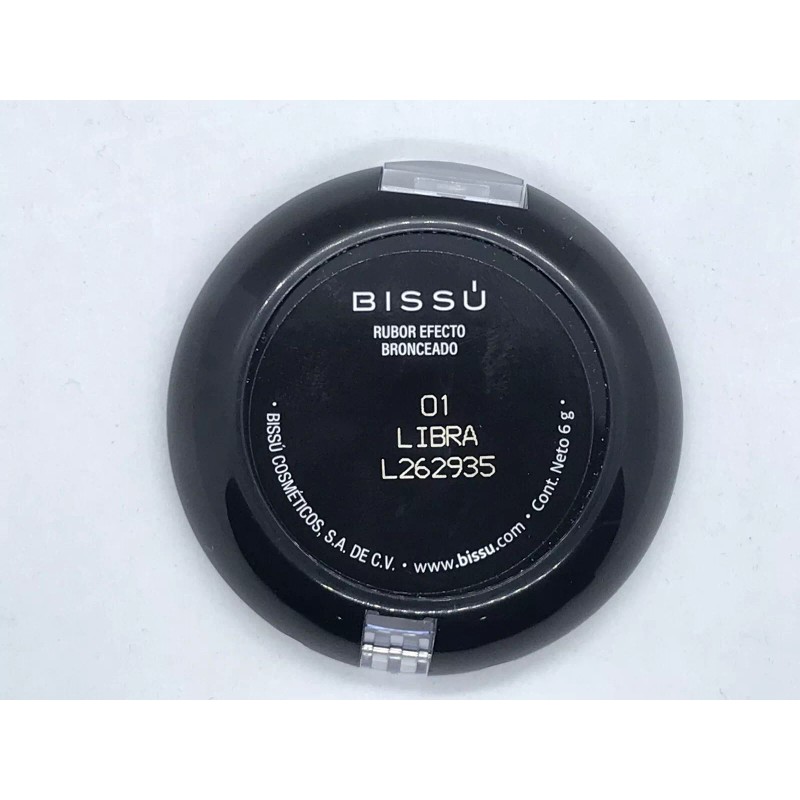 BISSÚ
RUBOR EFECTO
BRONCEADO
01
LIBRA
L262935
• BISSÚ COSMÉTICOS, S.A. DE C.V. • www.bissu.com • Cont. Neto 6 g •